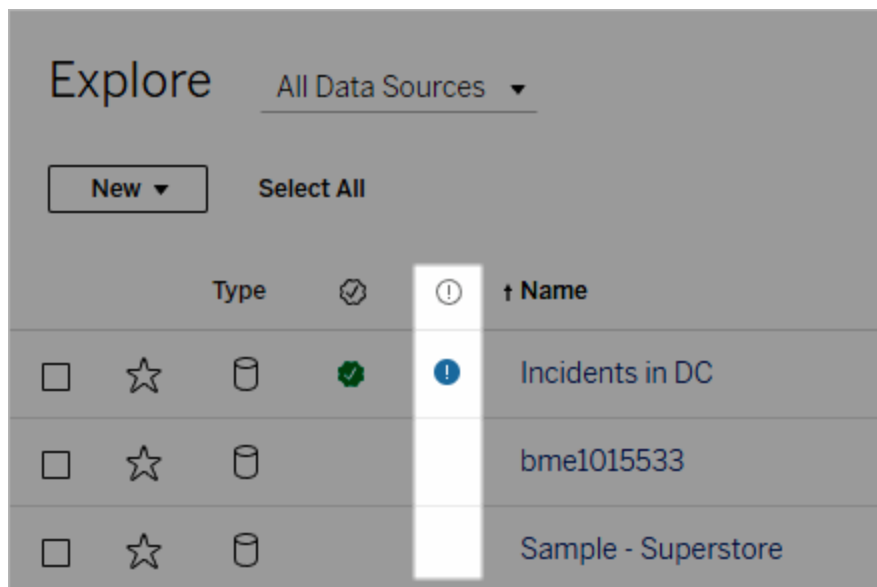 Explore All Data Sources
New Select All
Type Name
Incidents in DC
bme1015533
Sample - Superstore